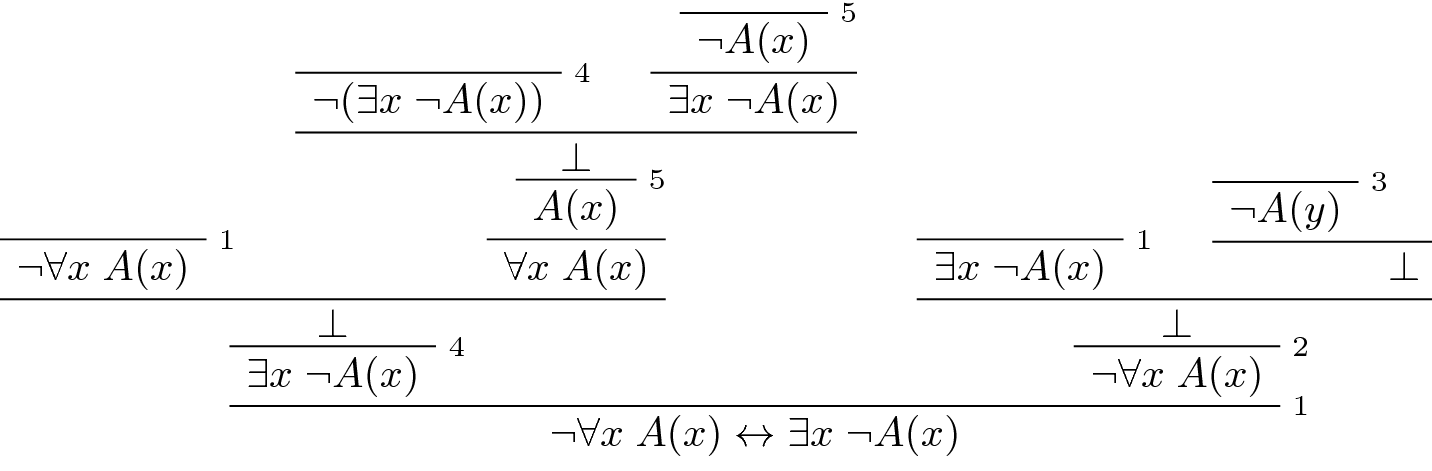 ¬A(x) 5
¬(∃x ¬A(x)) 4 ∃x ¬A(x)
⊥
A(x) 5 ¬A(y) 3
¬∀x A(x) 1 ∀x A(x) ∃x ¬A(x) 1 ⊥
⊥ ⊥
∃x ¬A(x) 4 ¬∀x A(x) 2
¬∀x A(x) ↔ ∃x ¬A(x) 1